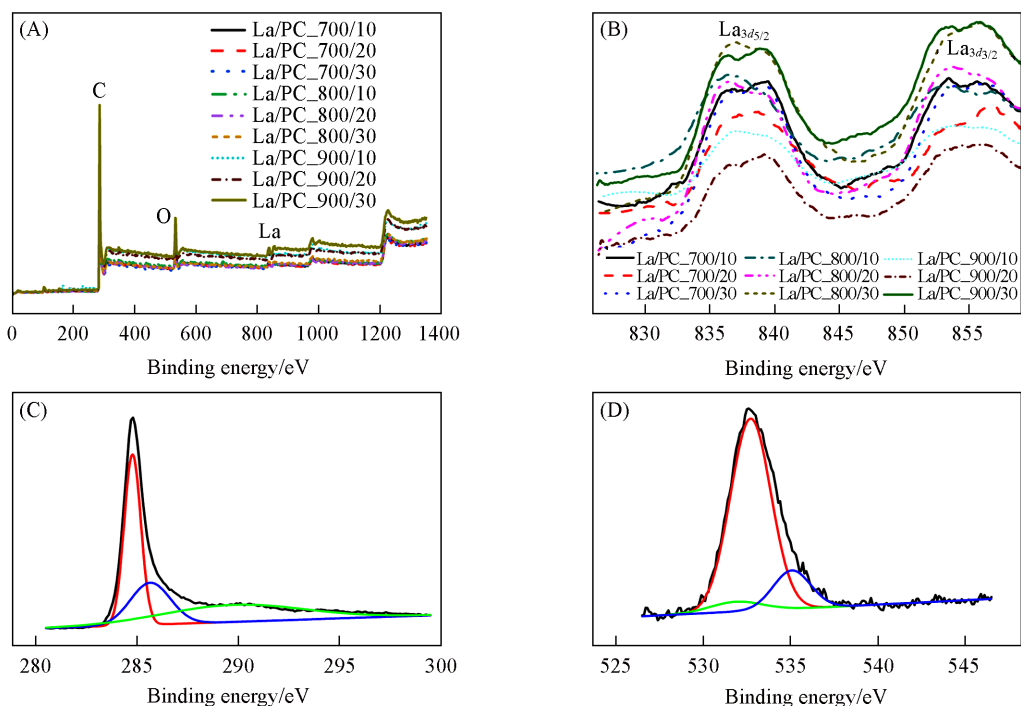 (A)
La/PC_700/10
La/PC_700/20
La/PC_700/30
La/PC_800/10
La/PC_800/20
La/PC_800/30
La/PC_900/10
La/PC_900/20
La/PC_900/30
C
O
La
0 200 400 600 800 1000 1200 1400
Binding energy/eV
(B)
La3d5/2
La3d3/2
La/PC_700/10 La/PC_800/10 La/PC_900/10
La/PC_700/20 La/PC_800/20 La/PC_900/20
La/PC_700/30 La/PC_800/30 La/PC_900/30
830 835 840 845 850 855
Binding energy/eV
(C)
280 285 290 295 300
Binding energy/eV
(D)
525 530 535 540 545
Binding energy/eV